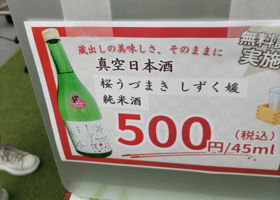 蔵出しの美味しさ、そのままに
真空日本酒
桜うづまき しずく媛
純米酒
500円/45ml
(税込)
無料
実施